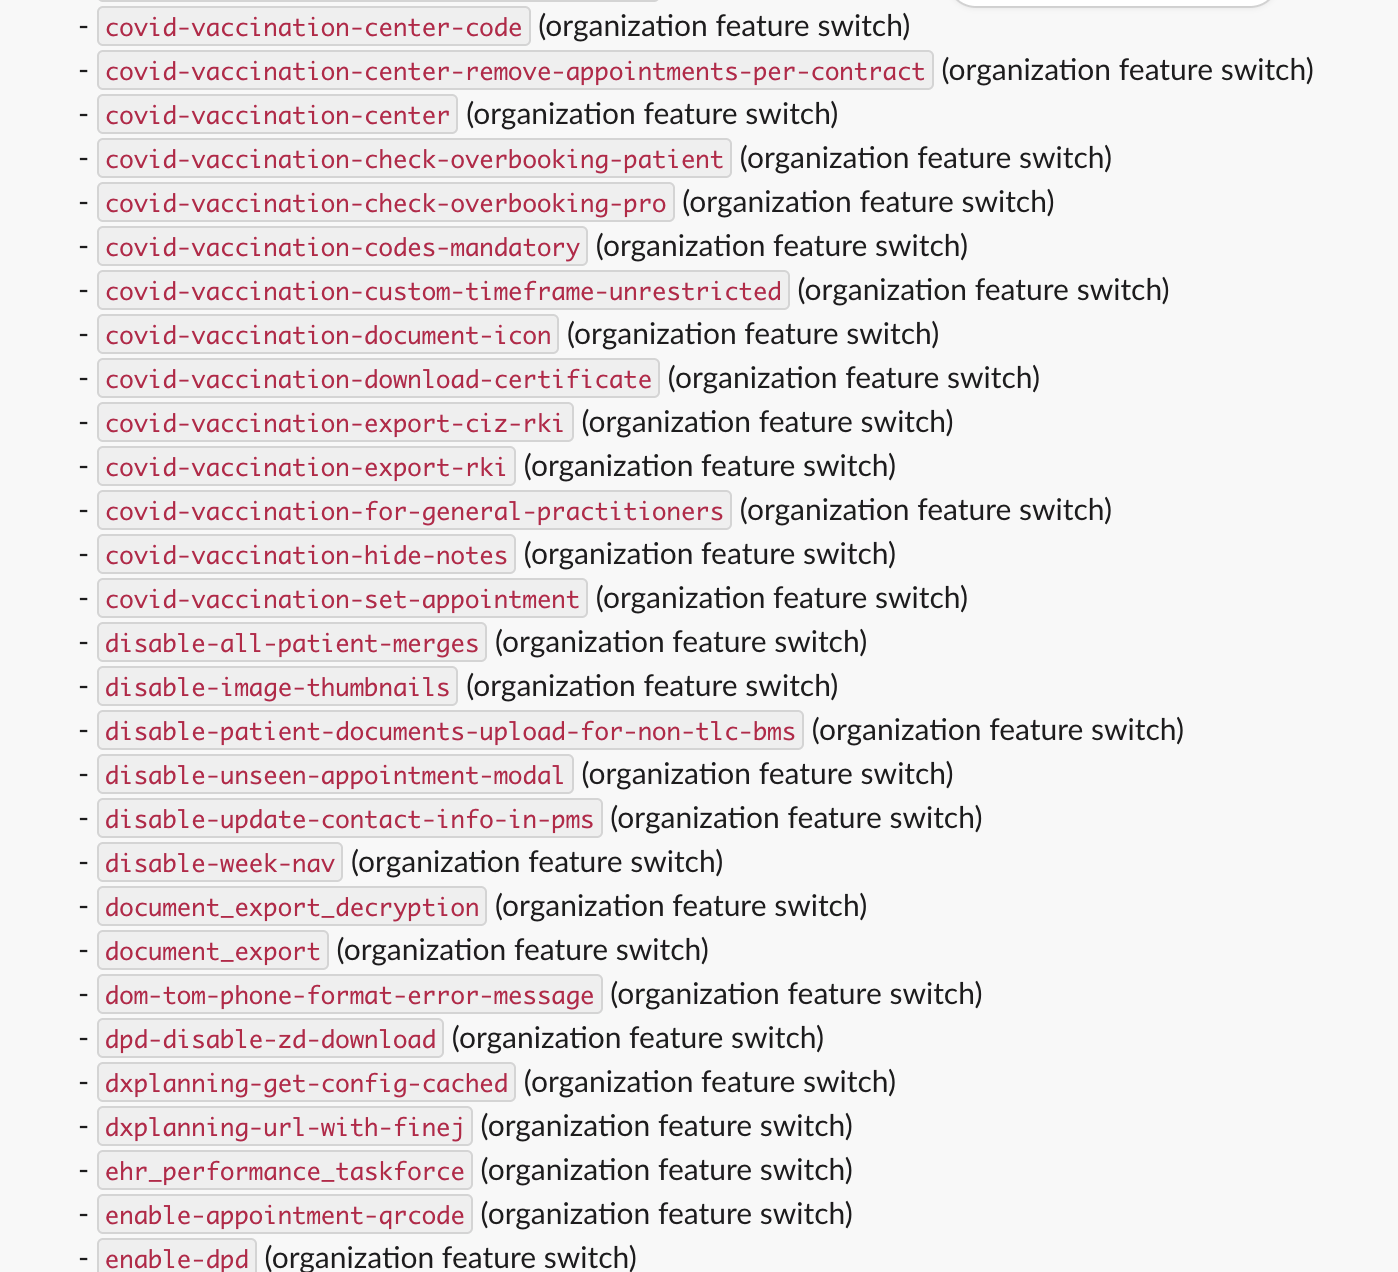 - covid-vaccination-center-code (organization feature switch)
- covid-vaccination-center-remove-appointments-per-contract (organization feature switch)
- covid-vaccination-center (organization feature switch)
- covid-vaccination-check-overbooking-patient (organization feature switch)
- covid-vaccination-check-overbooking-pro (organization feature switch)
- covid-vaccination-codes-mandatory (organization feature switch)
- covid-vaccination-custom-timeframe-unrestricted (organization feature switch)
- covid-vaccination-document-icon (organization feature switch)
- covid-vaccination-download-certificate (organization feature switch)
- covid-vaccination-export-ciz-rki (organization feature switch)
- covid-vaccination-export-rki (organization feature switch)
- covid-vaccination-for-general-practitioners (organization feature switch)
- covid-vaccination-hide-notes (organization feature switch)
- covid-vaccination-set-appointment (organization feature switch)
- disable-all-patient-merges (organization feature switch)
- disable-image-thumbnails (organization feature switch)
- disable-patient-documents-upload-for-non-tlc-bms (organization feature switch)
- disable-unseen-appointment-modal (organization feature switch)
- disable-update-contact-info-in-pms (organization feature switch)
- disable-week-nav (organization feature switch)
- document_export_decryption (organization feature switch)
- document_export (organization feature switch)
- dom-tom-phone-format-error-message (organization feature switch)
- dpd-disable-zd-download (organization feature switch)
- dxplanning-get-config-cached (organization feature switch)
- dxplanning-url-with-finej (organization feature switch)
- ehr_performance_taskforce (organization feature switch)
- enable-appointment-qrcode (organization feature switch)
- enable-dpd (organization feature switch)